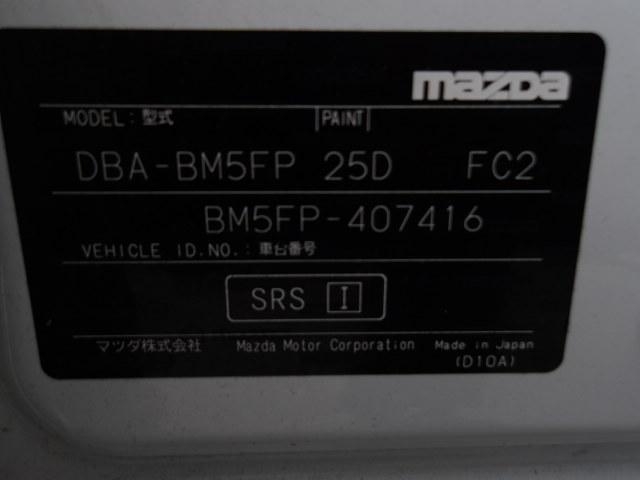 mazda
MODEL: 型式 PAINT
DBA-BM5FP 25D FC2
BM5FP-407416
VEHICLE ID.NO.: 車台番号
SRS I
マツダ株式会社 Mazda Motor Corporation Made in Japan
(D10A)